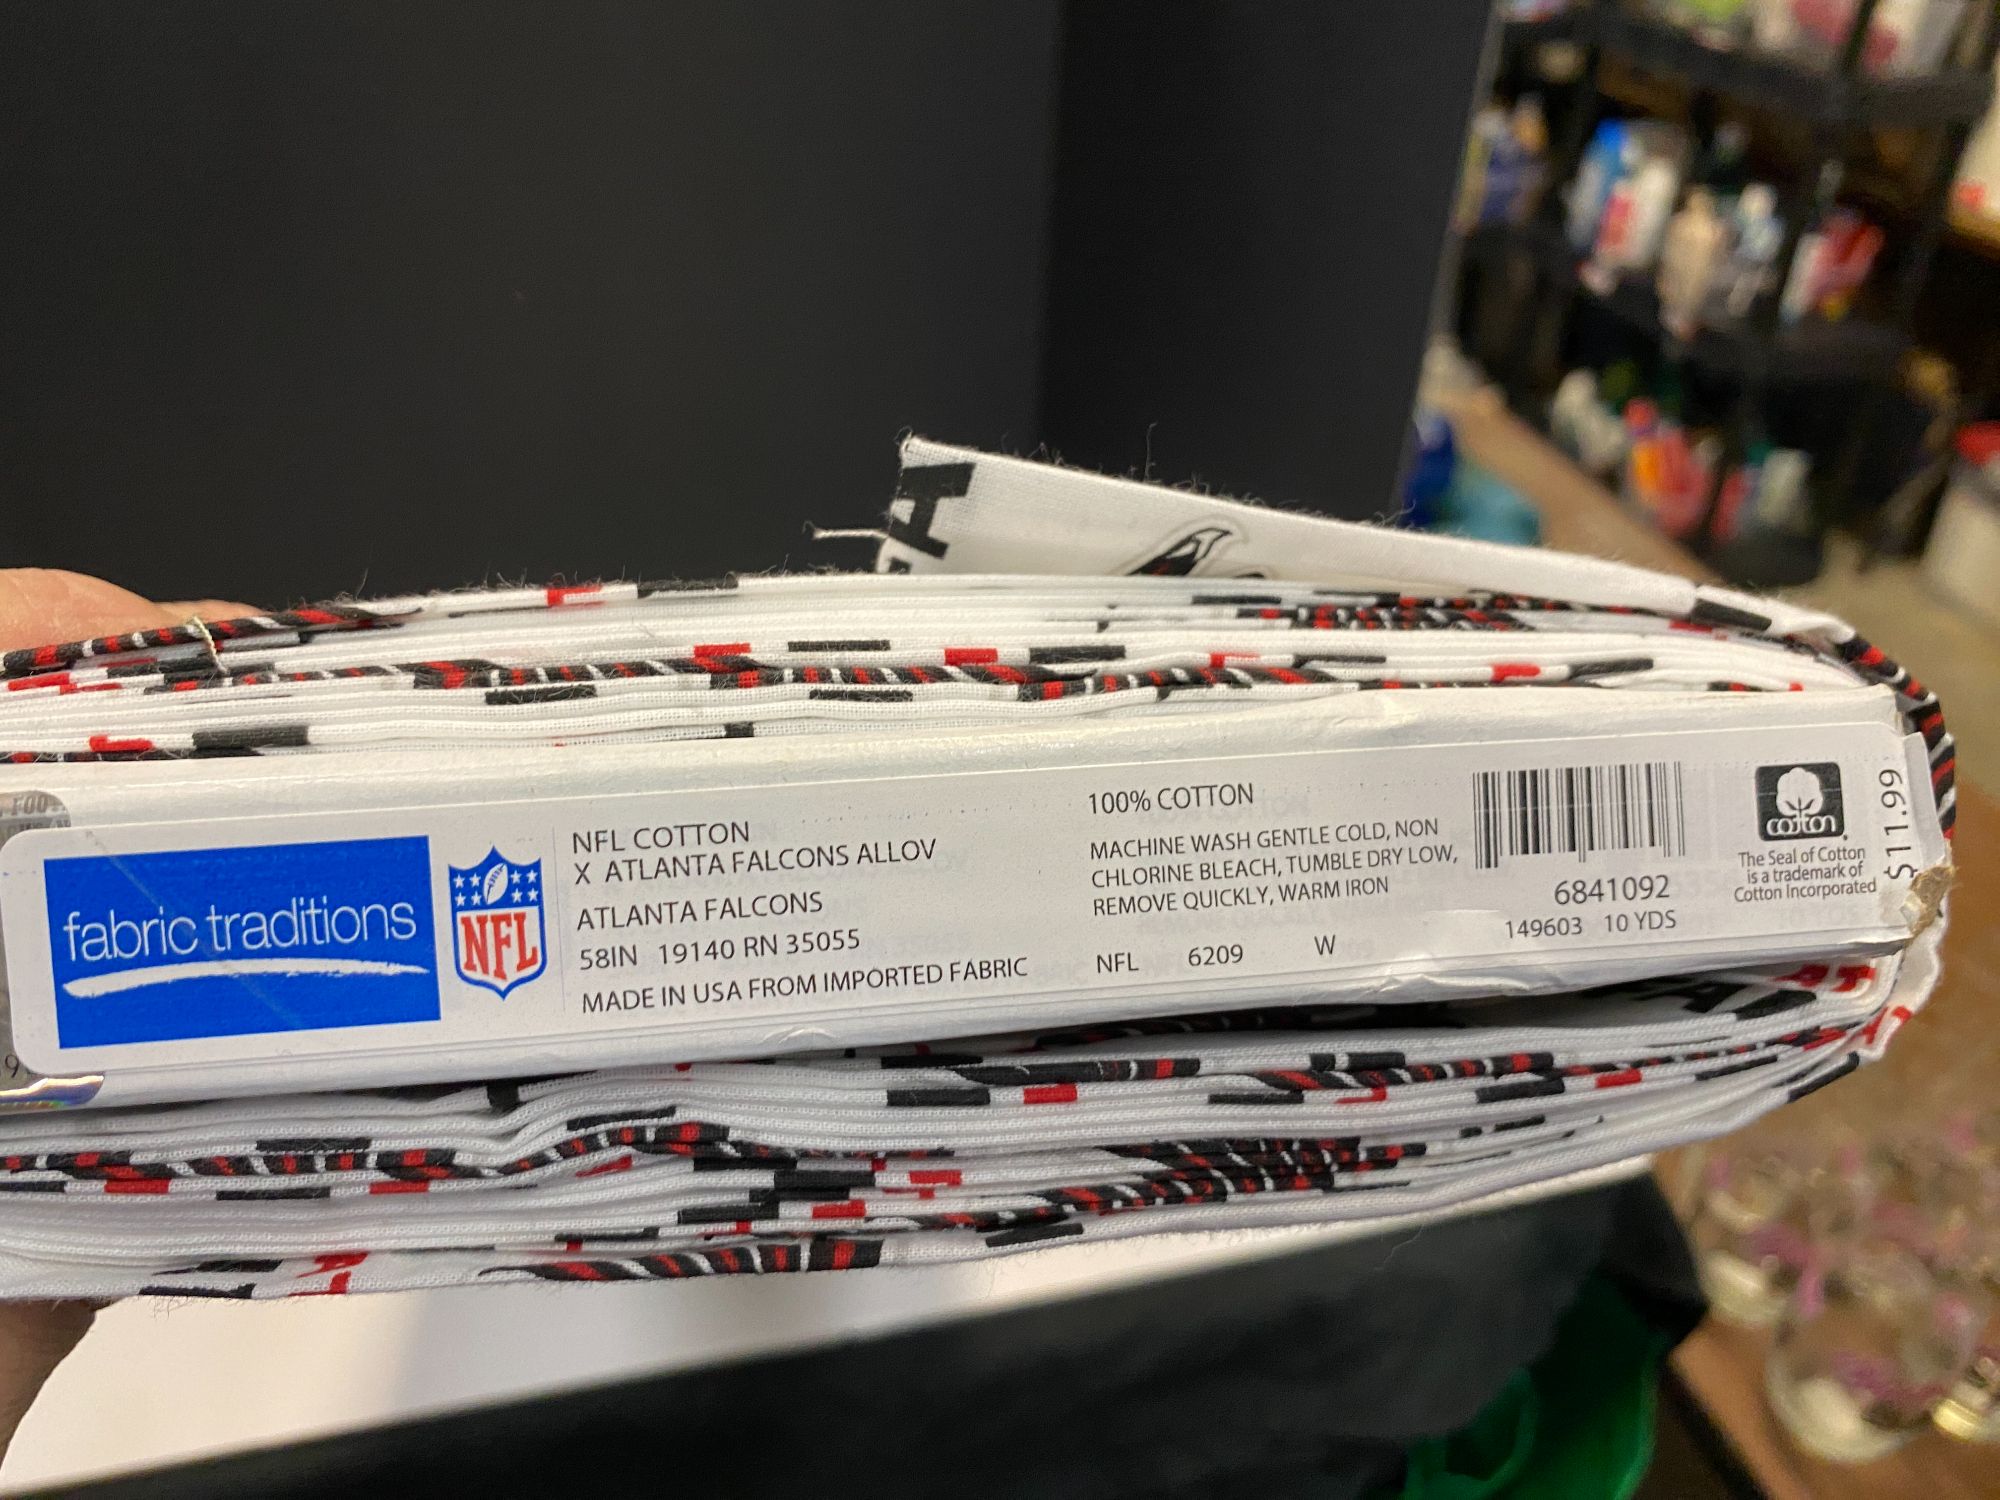 FA
FOO
fabric traditions
NFL
NFL COTTON
X ATLANTA FALCONS ALLOV
ATLANTA FALCONS
58IN 19140 RN 35055
MADE IN USA FROM IMPORTED FABRIC
100% COTTON
MACHINE WASH GENTLE COLD, NON
CHLORINE BLEACH, TUMBLE DRY LOW,
REMOVE QUICKLY, WARM IRON
NFL 6209 W
6841092
149603 10 YDS
cotton
The Seal of Cotton
is a trademark of
Cotton Incorporated
$11.99